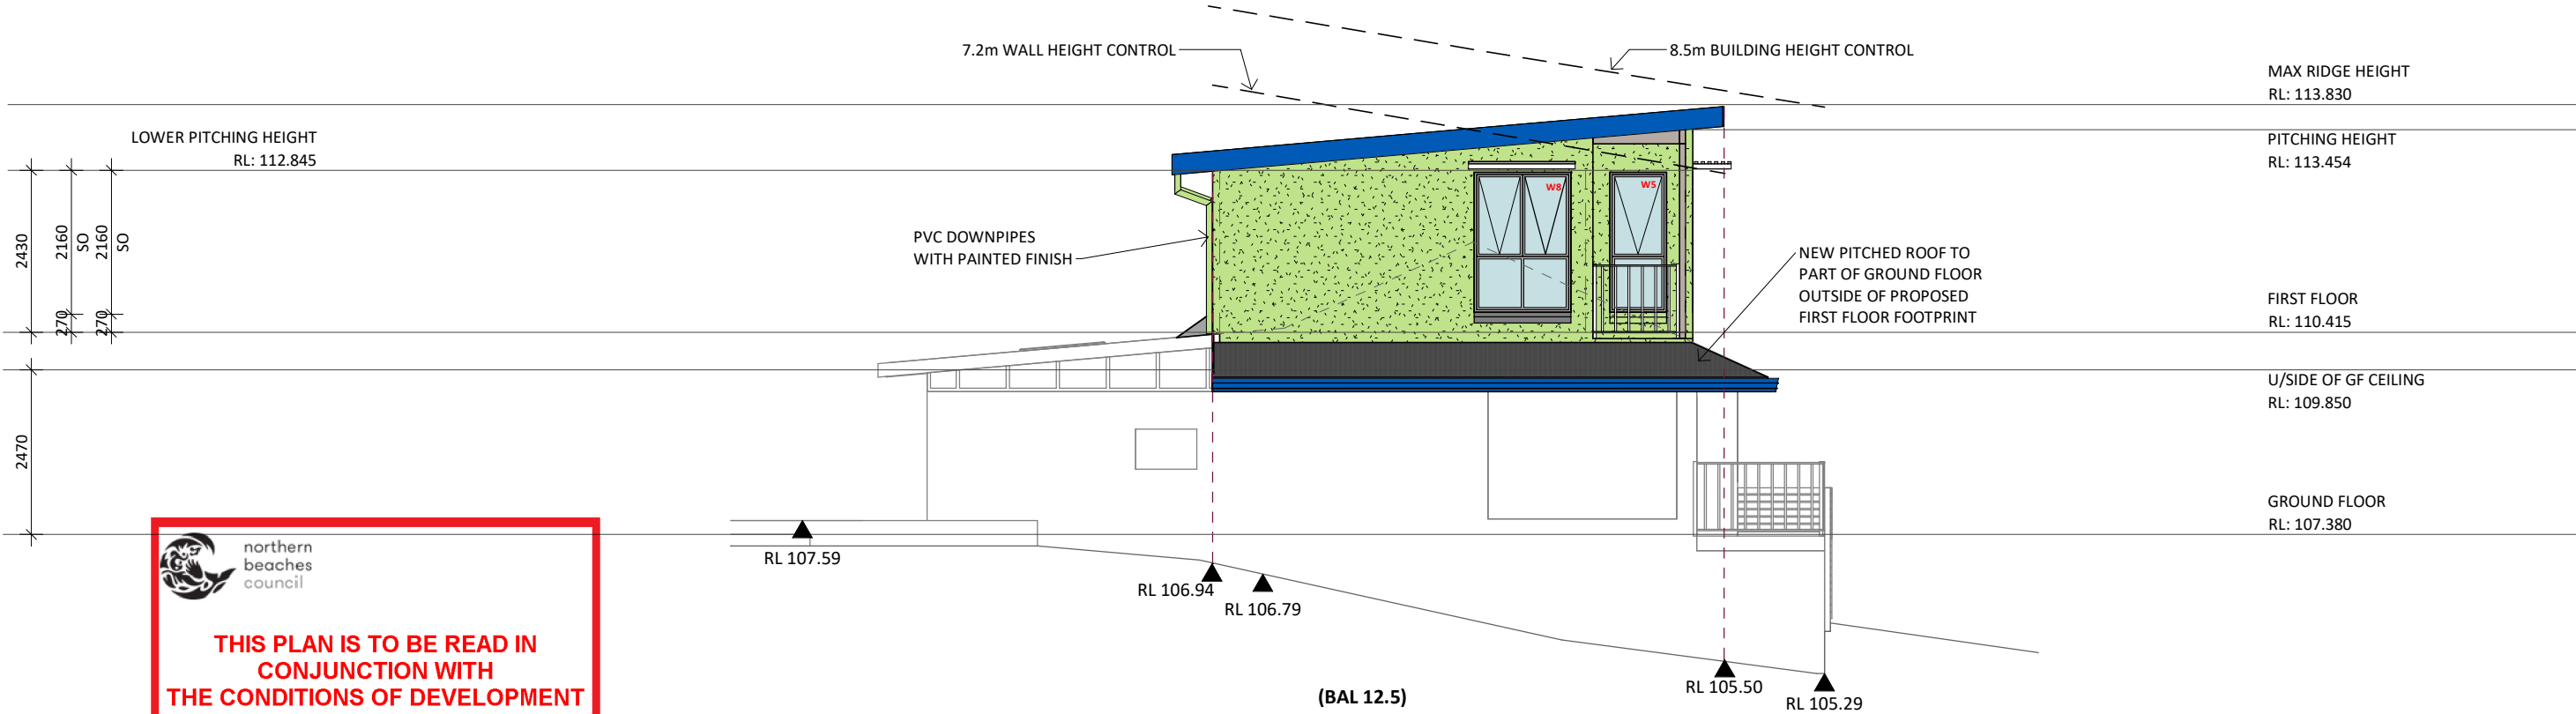 7.2m WALL HEIGHT CONTROL
8.5m BUILDING HEIGHT CONTROL
MAX RIDGE HEIGHT
RL: 113.830
LOWER PITCHING HEIGHT
RL: 112.845
PITCHING HEIGHT
RL: 113.454
W8
W5
2430
2160
SO
2160
SO
270
270
PVC DOWNPIPES
WITH PAINTED FINISH
NEW PITCHED ROOF TO
PART OF GROUND FLOOR
OUTSIDE OF PROPOSED
FIRST FLOOR FOOTPRINT
FIRST FLOOR
RL: 110.415
U/SIDE OF GF CEILING
RL: 109.850
2470
GROUND FLOOR
RL: 107.380
northern
beaches
council
THIS PLAN IS TO BE READ IN
CONJUNCTION WITH
THE CONDITIONS OF DEVELOPMENT
RL 107.59
RL 106.94
RL 106.79
(BAL 12.5)
RL 105.50
RL 105.29